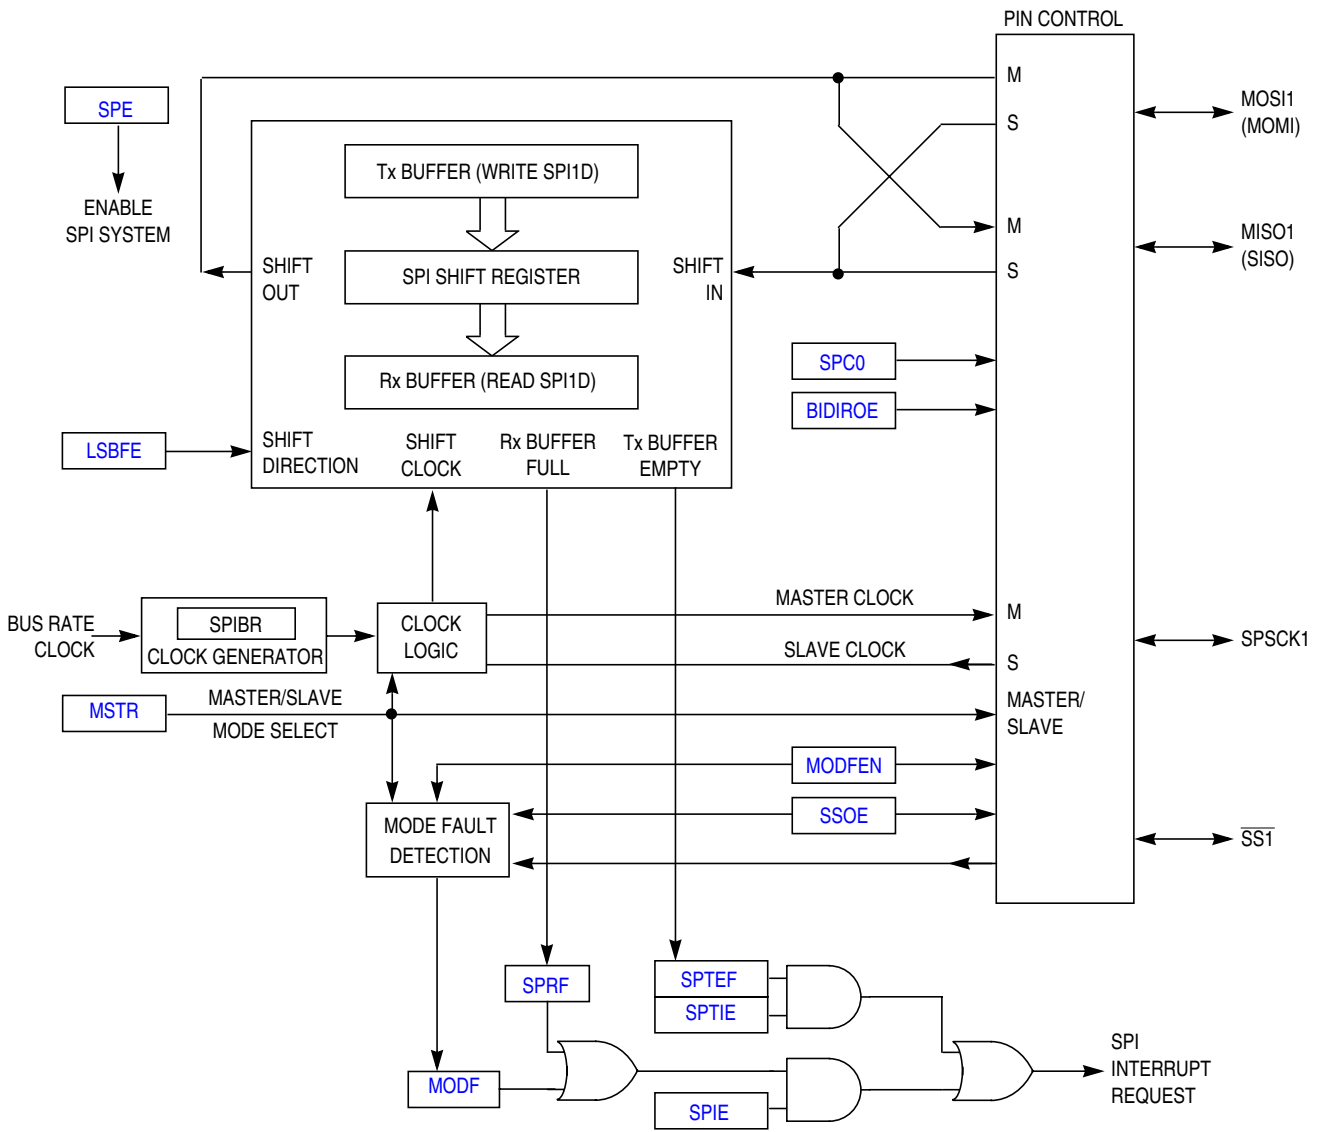 PIN CONTROL
M
SPE
MOSI1
(MOMI)
S
Tx BUFFER (WRITE SPI1D)
ENABLE
SPI SYSTEM
M
MISO1
(SISO)
SHIFT
OUT
SPI SHIFT REGISTER
SHIFT
IN
S
SPC0
Rx BUFFER (READ SPI1D)
BIDIROE
LSBFE
SHIFT
DIRECTION
SHIFT
CLOCK
Rx BUFFER
FULL
Tx BUFFER
EMPTY
BUS RATE
CLOCK
SPIBR
CLOCK GENERATOR
CLOCK
LOGIC
MASTER CLOCK
M
SLAVE CLOCK
S
SPSCK1
MSTR
MASTER/SLAVE
MODE SELECT
MASTER/
SLAVE
MODFEN
SSOE
MODE FAULT
DETECTION
SS1
SPRF
SPTEF
SPTIE
MODF
SPIE
SPI
INTERRUPT
REQUEST